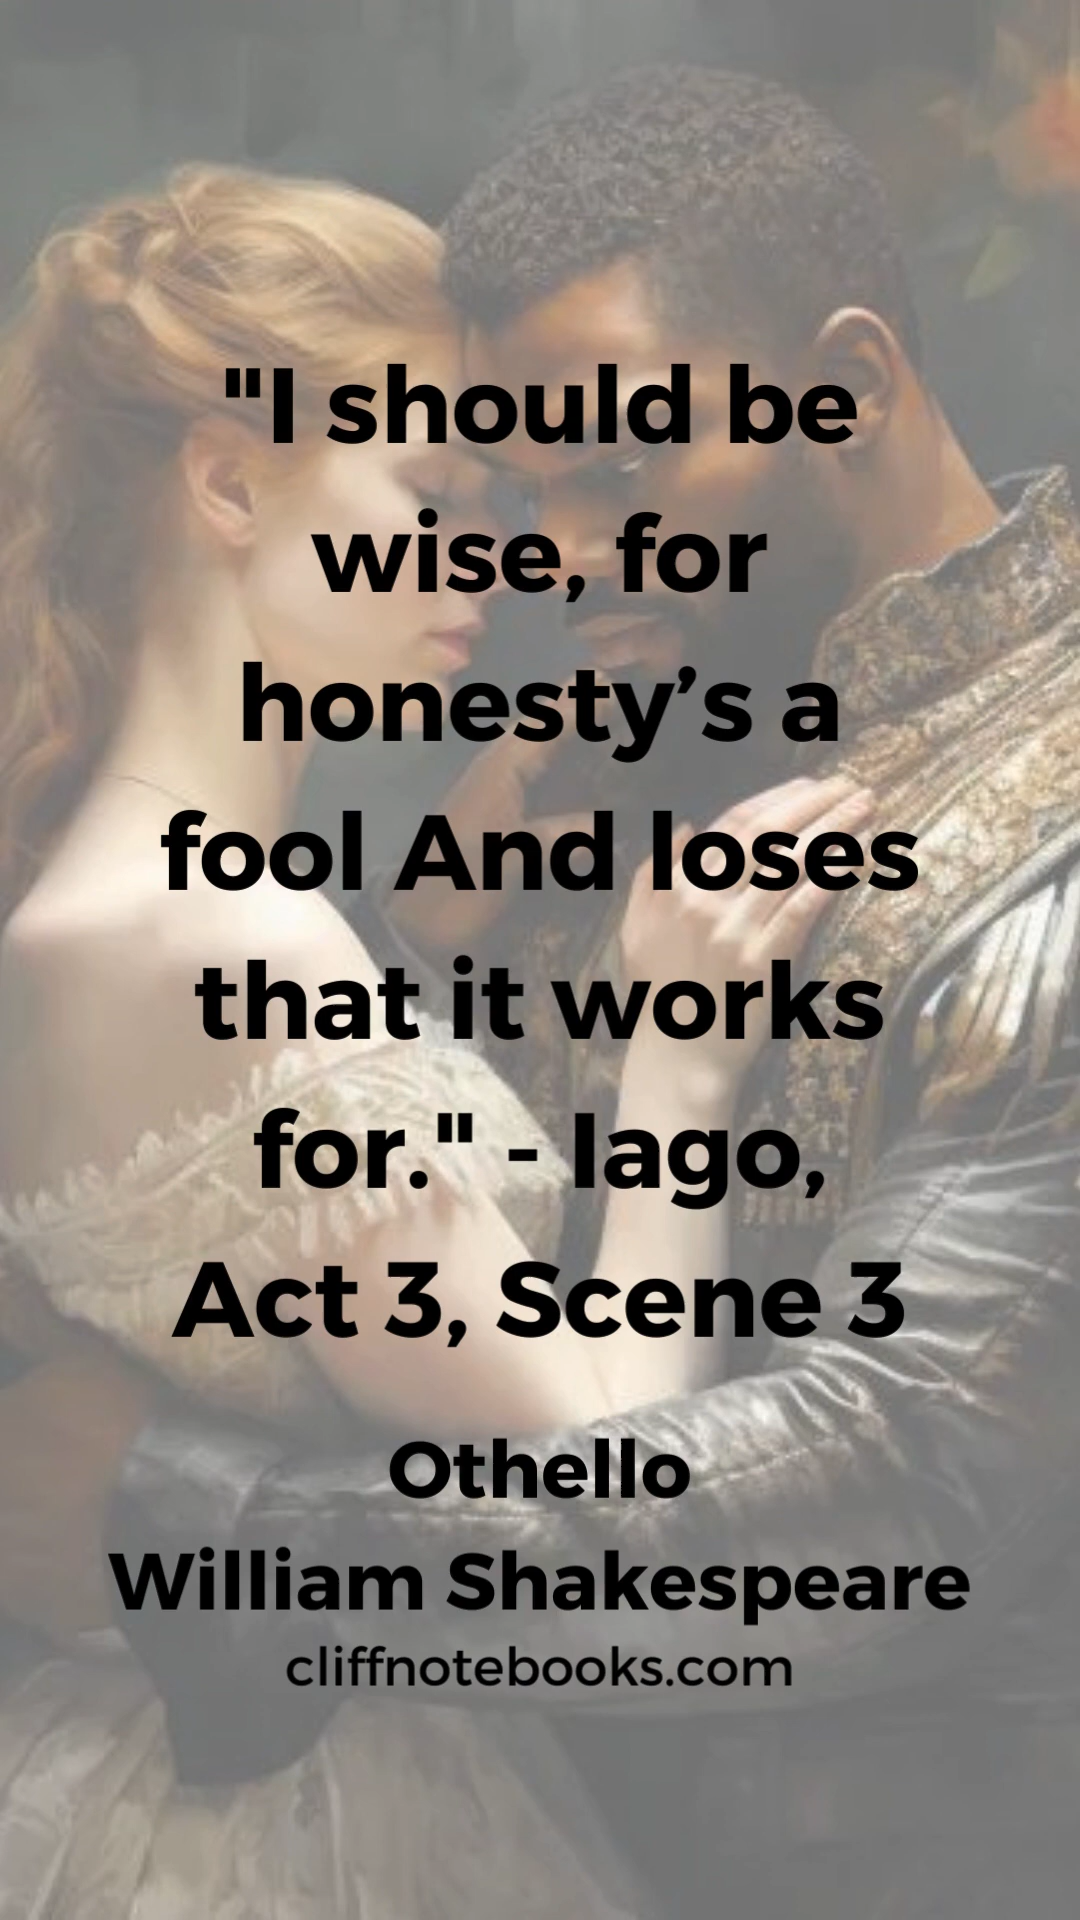 "I should be
wise, for
honesty’s a
fool And loses
that it works
for." - Iago,
Act 3, Scene 3
Othello
William Shakespeare
cliffnotebooks.com